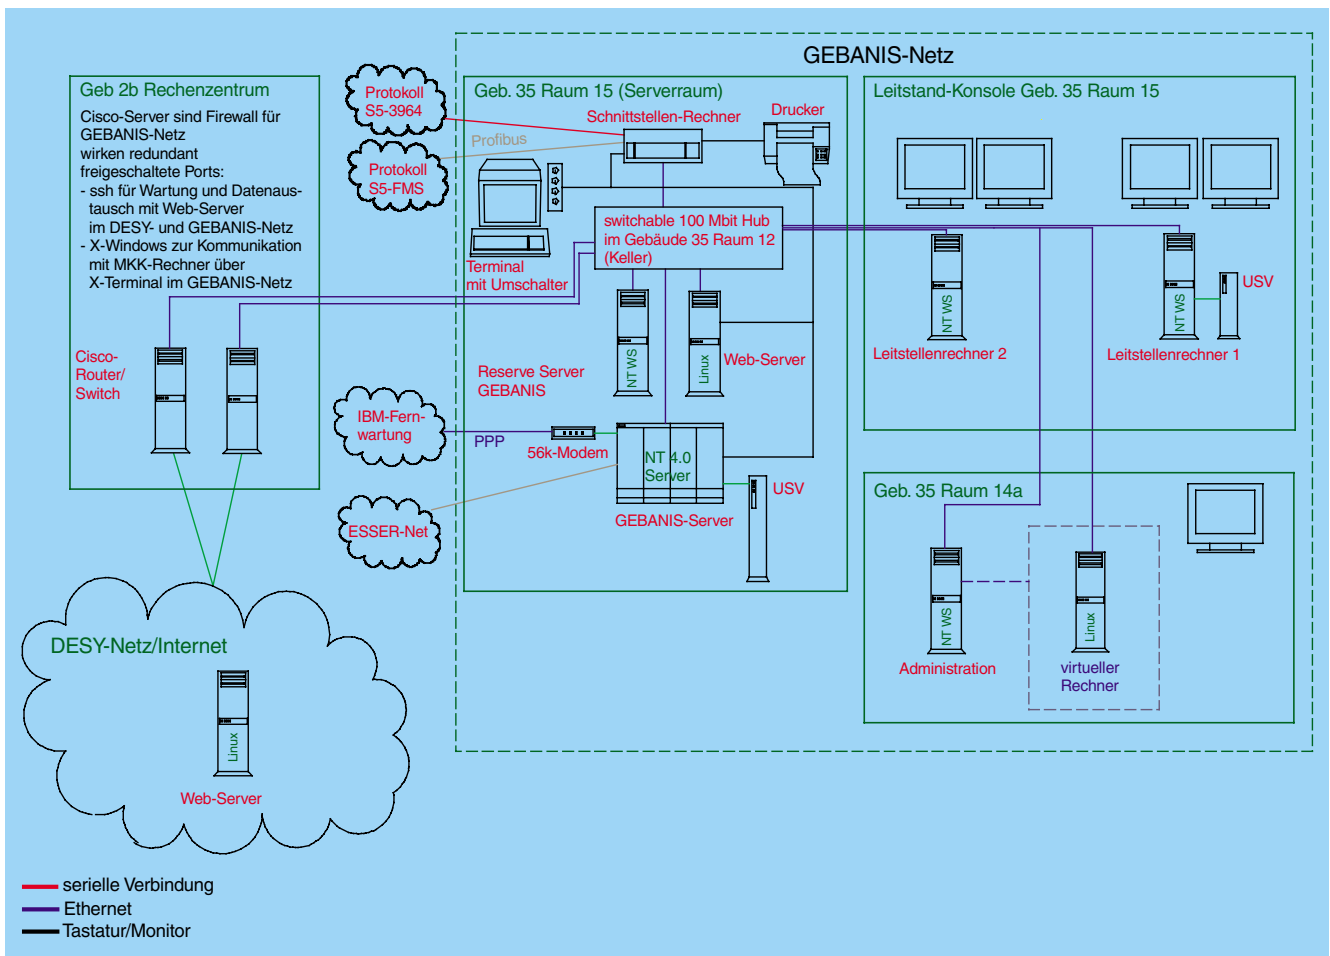 GEBANIS-Netz
Geb 2b Rechenzentrum
Cisco-Server sind Firewall für
GEBANIS-Netz
wirken redundant
freigeschaltete Ports:
- ssh für Wartung und Datenaus-
tausch mit Web-Server
im DESY- und GEBANIS-Netz
- X-Windows zur Kommunikation
mit MKK-Rechner über
X-Terminal im GEBANIS-Netz
Cisco-
Router/
Switch
Protokoll
S5-3964
Profibus
Protokoll
S5-FMS
Geb. 35 Raum 15 (Serverraum)
Schnittstellen-Rechner
Drucker
switchable 100 Mbit Hub
im Gebäude 35 Raum 12
(Keller)
Terminal
mit Umschalter
NT WS
Linux
Web-Server
Reserve Server
GEBANIS
IBM-Fern-
wartung
PPP
56k-Modem
NT 4.0
Server
USV
GEBANIS-Server
ESSER-Net
Leitstand-Konsole Geb. 35 Raum 15
NT WS
NT WS
USV
Leitstellenrechner 2
Leitstellenrechner 1
Geb. 35 Raum 14a
NT WS
Linux
Administration
virtueller
Rechner
DESY-Netz/Internet
Linux
Web-Server
serielle Verbindung
Ethernet
Tastatur/Monitor